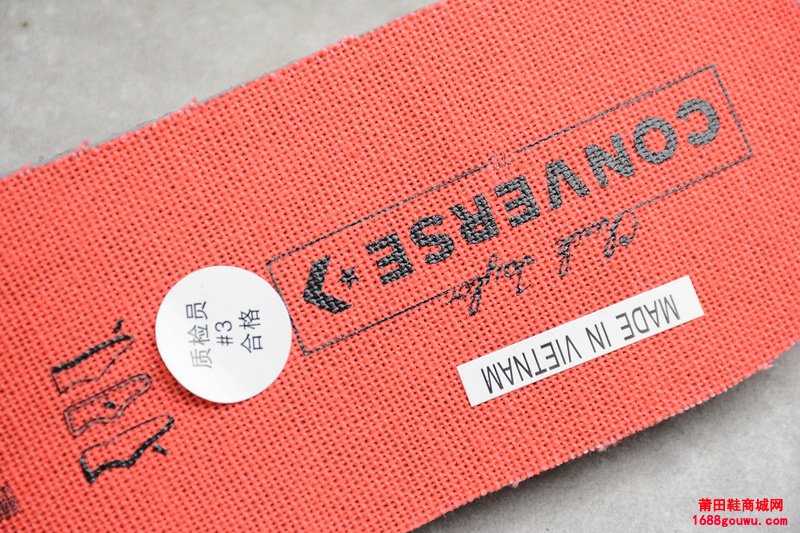 CONVERSE
Chuck Taylor
MADE IN VIETNAM
质检员
#3
合格
莆田鞋商城网
1688gouwu.com